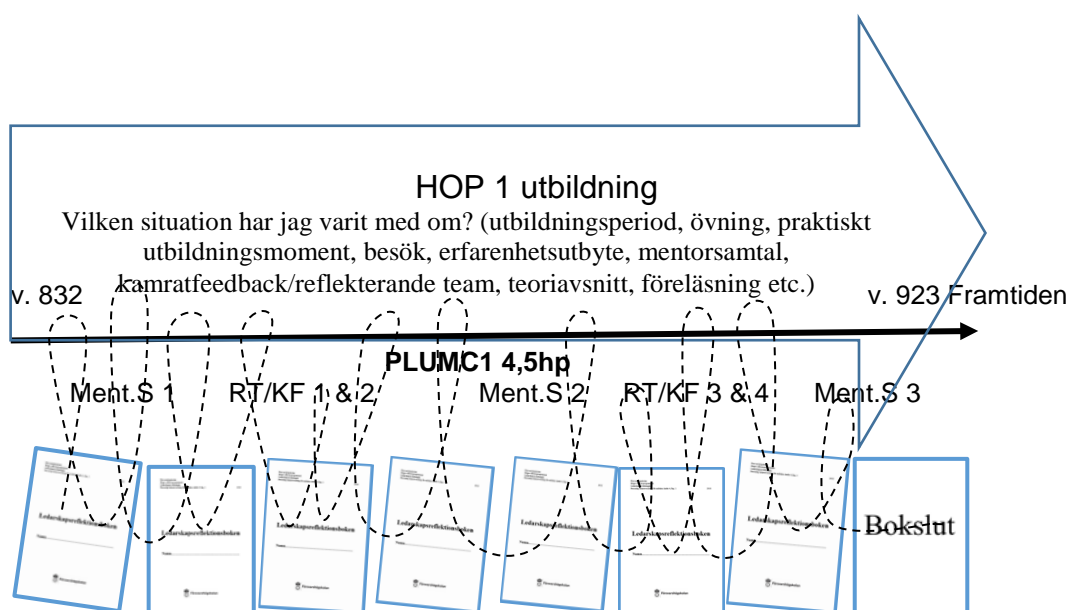 HOP 1 utbildning
Vilken situation har jag varit med om? (utbildningsperiod, övning, praktiskt
utbildningsmoment, besök, erfarenhetsutbyte, mentorsamtal,
kamratfeedback/reflekterande team, teoriavsnitt, föreläsning etc.)
v. 832
v. 923 Framtiden
PLUMC1 4,5hp
Ment.S 1
RT/KF 1 & 2
Ment.S 2
RT/KF 3 & 4
Ment.S 3
Ledarskapsreflektionsboken
Ledarskapsreflektionsboken
Ledarskapsreflektionsboken
Ledarskapsreflektionsboken
Ledarskapsreflektionsboken
Ledarskapsreflektionsboken
Ledarskapsreflektionsboken
Bokslut